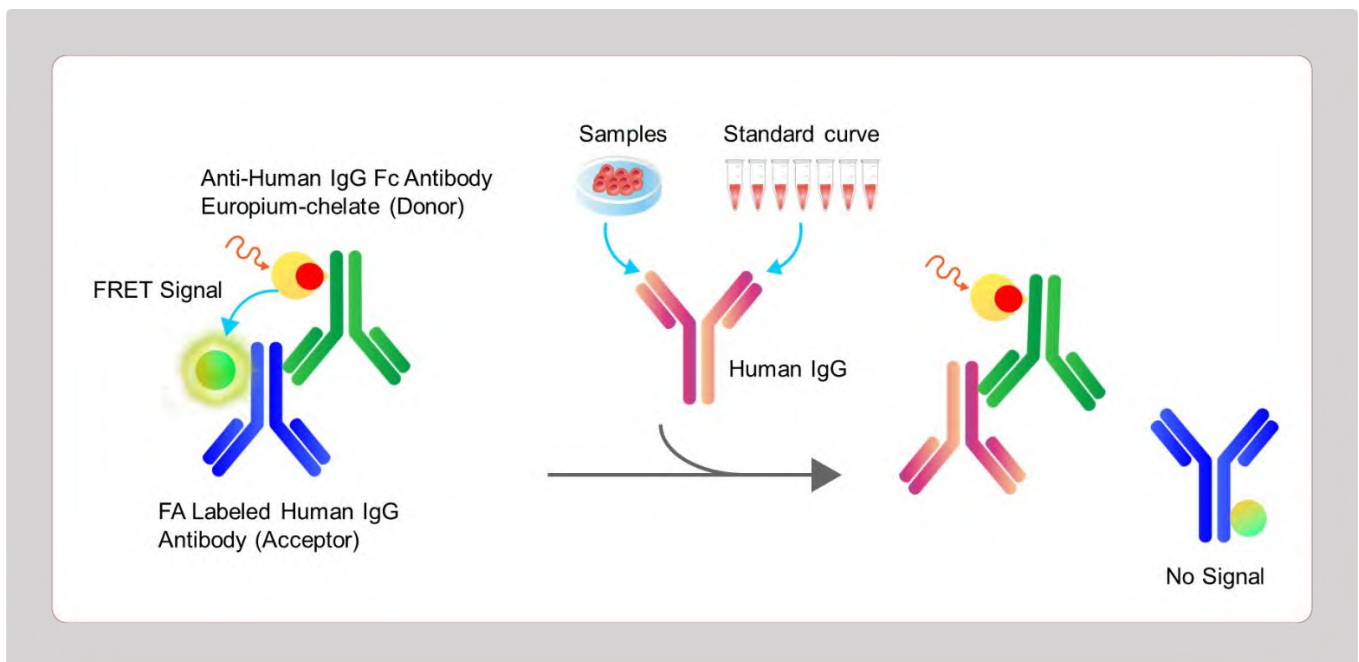 Samples
Standard curve
Anti-Human IgG Fc Antibody
Europium-chelate (Donor)
FRET Signal
Human IgG
FA Labeled Human IgG
Antibody (Acceptor)
No Signal